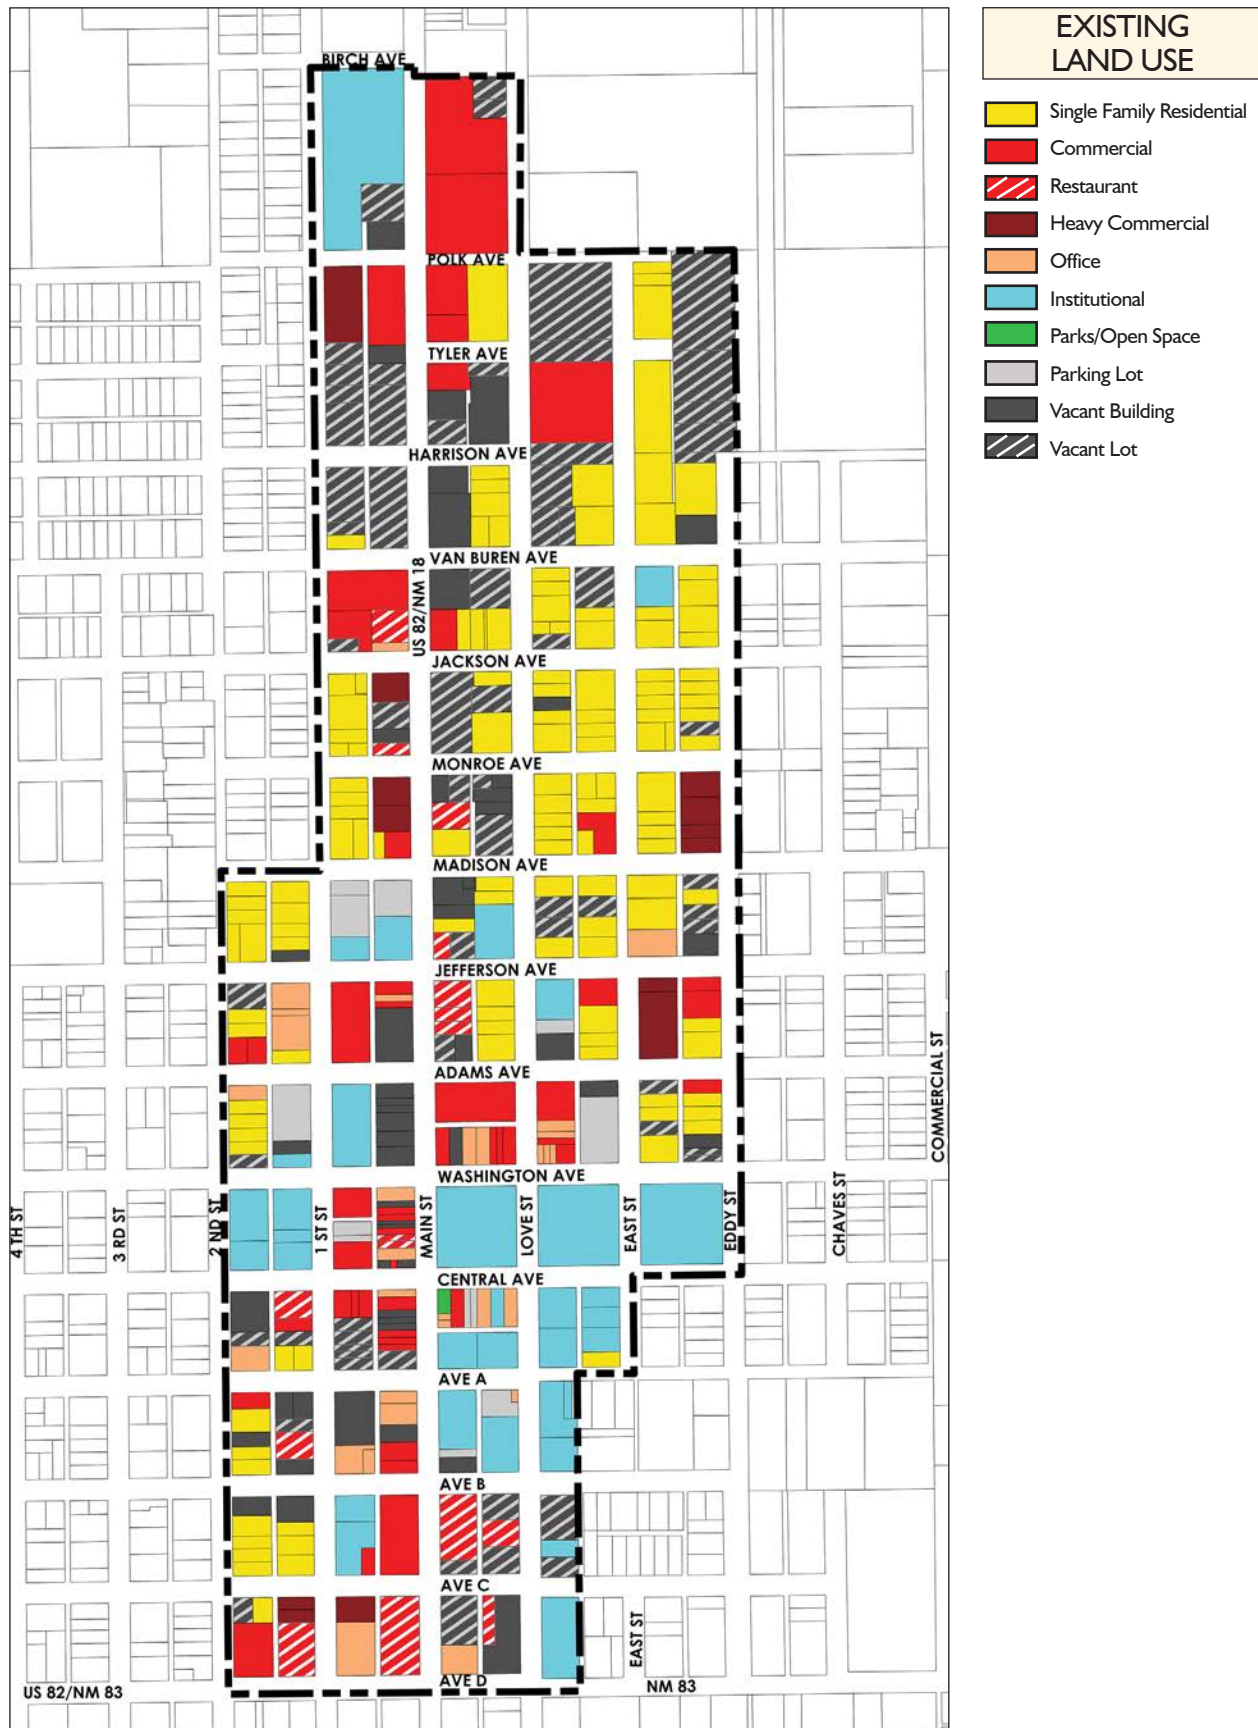 EXISTING
LAND USE
Single Family Residential
Commercial
Restaurant
Heavy Commercial
Office
Institutional
Parks/Open Space
Parking Lot
Vacant Building
Vacant Lot
BIRCH AVE
POLK AVE
TYLER AVE
HARRISON AVE
VAN BUREN AVE
US 82/NM 18
JACKSON AVE
MONROE AVE
MADISON AVE
JEFFERSON AVE
ADAMS AVE
COMMERCIAL ST
WASHINGTON AVE
4 TH ST
3 RD ST
2 ND ST
1 ST ST
MAIN ST
LOVE ST
EAST ST
EDDY ST
CHAVES ST
CENTRAL AVE
AVE A
AVE B
AVE C
EAST ST
AVE D
US 82/NM 83
NM 83